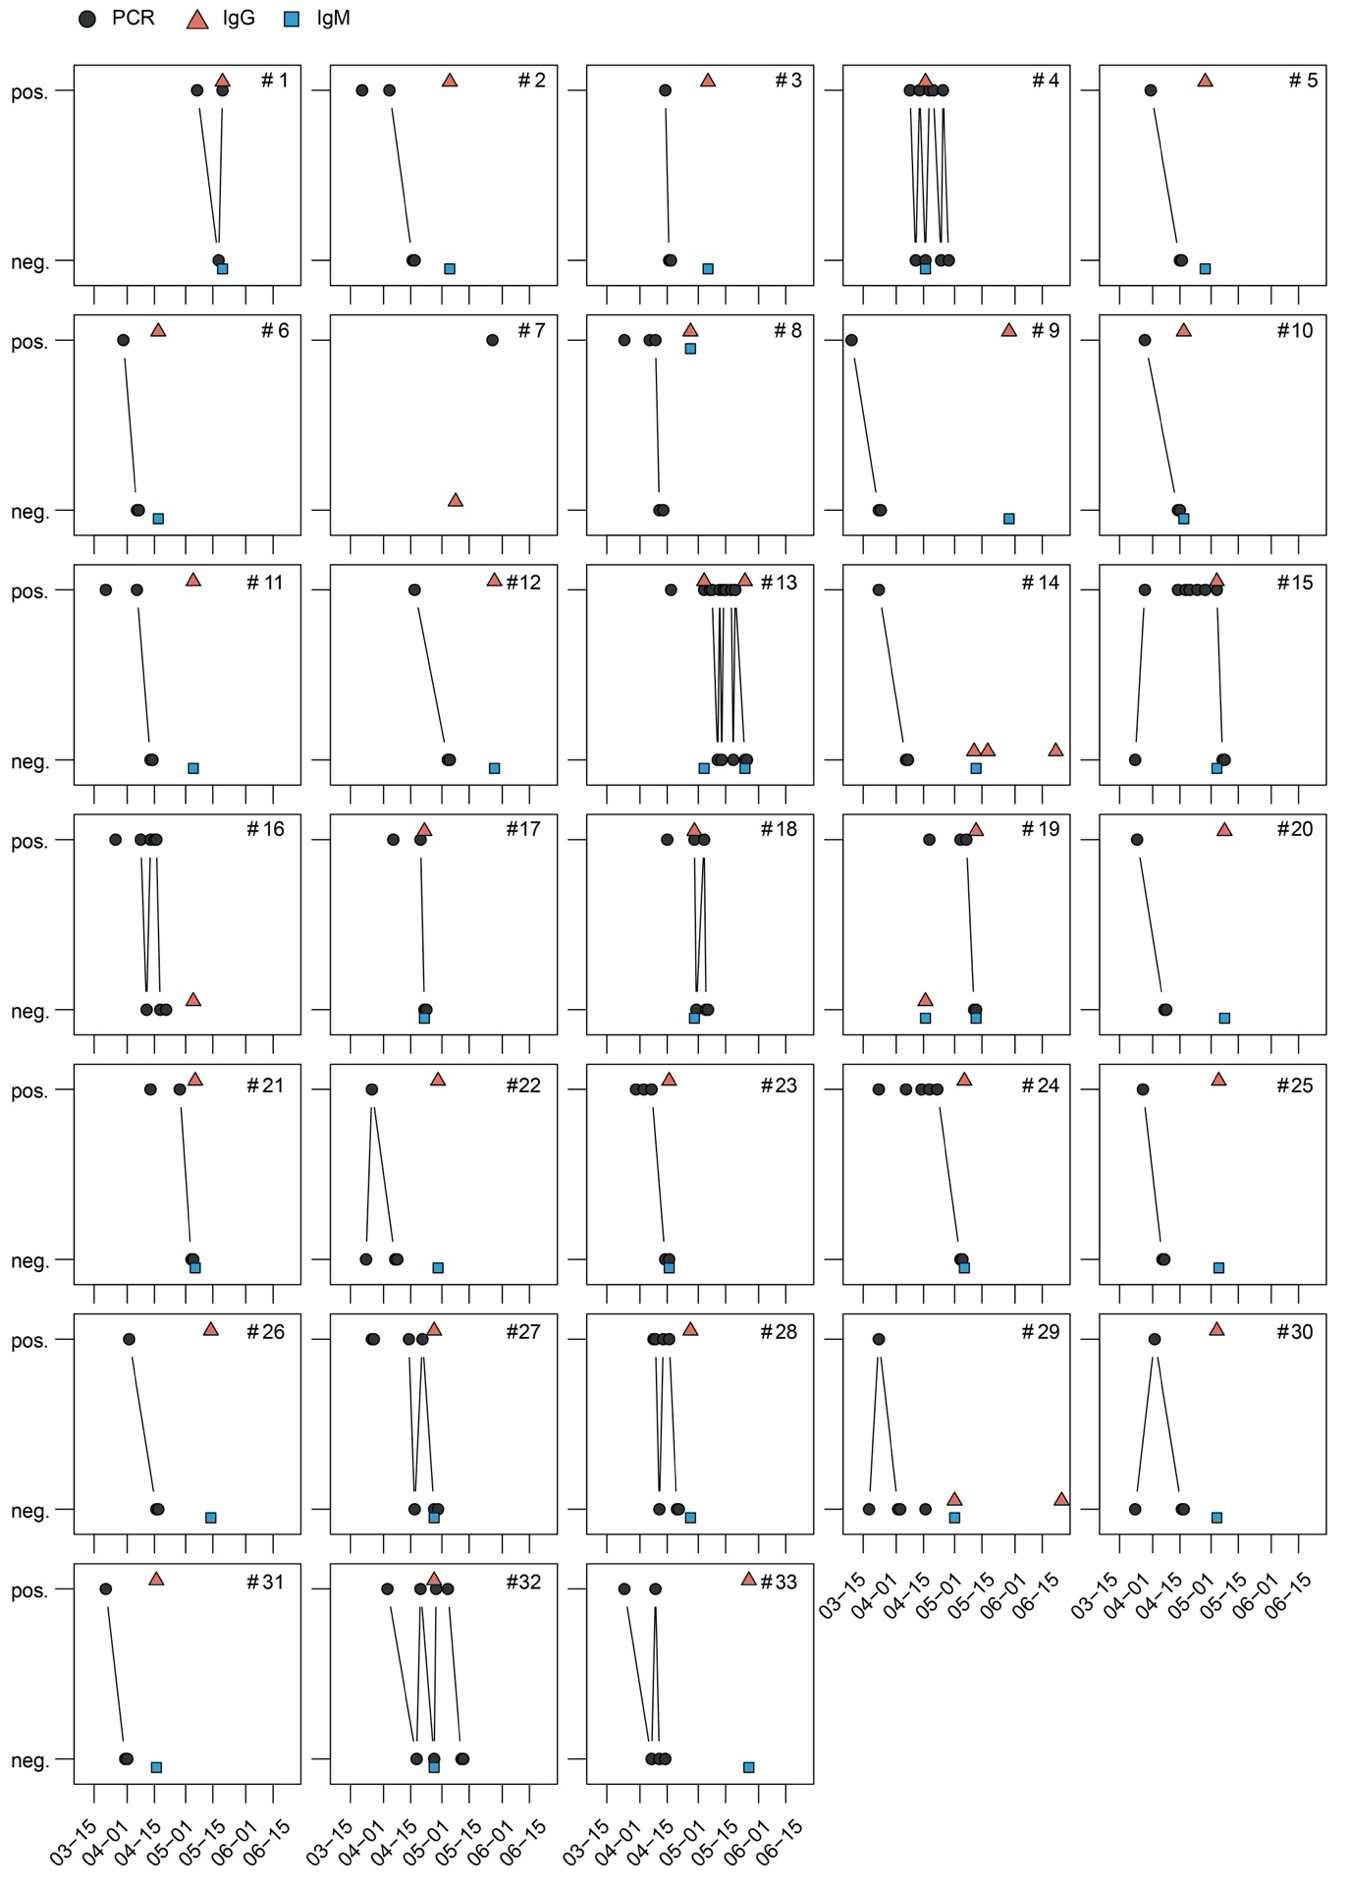 PCR IgG IgM
pos. # 1 # 2 # 3 # 4 # 5
neg.
pos. # 6 # 7 # 8 # 9 #10
neg.
pos. # 11 #12 #13 # 14 #15
neg.
pos. # 16 #17 #18 # 19 #20
neg.
pos. # 21 #22 #23 # 24 #25
neg.
pos. # 26 #27 #28 # 29 #30
neg.
pos. # 31 #32 #33
03–15 04–01 04–15 05–01 05–15 06–01 06–15 03–15 04–01 04–15 05–01 05–15 06–01 06–15
neg.
03–15 04–01 04–15 05–01 05–15 06–01 06–15 03–15 04–01 04–15 05–01 05–15 06–01 06–15 03–15 04–01 04–15 05–01 05–15 06–01 06–15